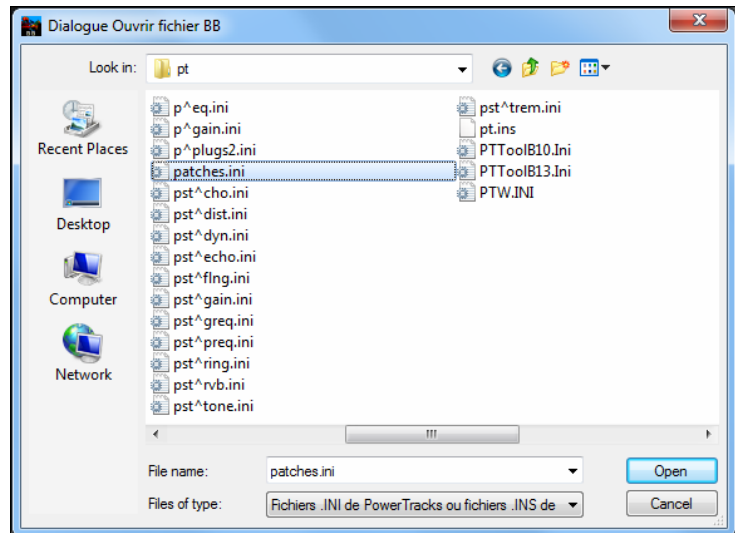 Dialogue Ouvrir fichier BB
Look in:
pt
Recent Places
Desktop
Computer
Network
p^eq.ini
p^gain.ini
p^plugs2.ini
patches.ini
pst^cho.ini
pst^dist.ini
pst^dyn.ini
pst^echo.ini
pst^flng.ini
pst^gain.ini
pst^greq.ini
pst^preq.ini
pst^ring.ini
pst^rvb.ini
pst^tone.ini
pst^trem.ini
pt.ins
PTToolB10.Ini
PTToolB13.Ini
PTW.INI
File name:
patches.ini
Open
Files of type:
Fichiers .INI de PowerTracks ou fichiers .INS de
Cancel